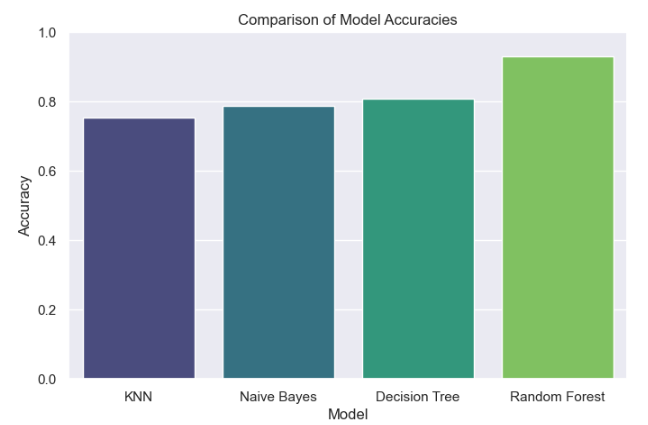 Comparison of Model Accuracies
1.0
0.8
0.6
0.4
0.2
0.0
Accuracy
KNN Naive Bayes Decision Tree Random Forest
Model